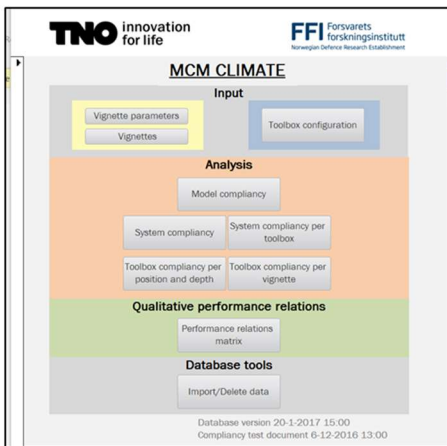 TNO innovation
for life
FFI Forsvarets
forskningsinstitutt
Norwegian Defence Research Establishment
MCM CLIMATE
Input
Vignette parameters
Vignettes
Toolbox configuration
Analysis
Model compliancy
System compliancy
System compliancy per
toolbox
Toolbox compliancy per
position and depth
Toolbox compliancy per
vignette
Qualitative performance relations
Performance relations
matrix
Database tools
Import/Delete data
Database version 20-1-2017 15:00
Compliancy test document 6-12-2016 13:00